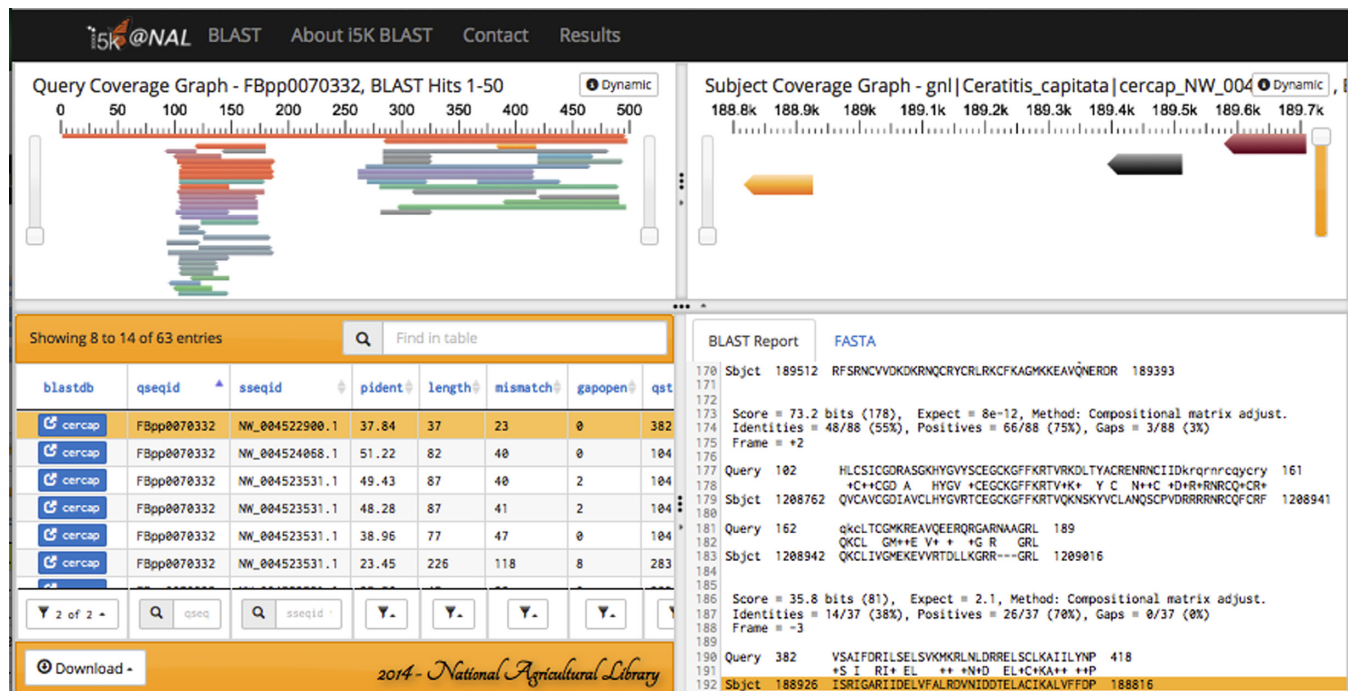 i5k @NAL BLAST About i5K BLAST Contact Results
Query Coverage Graph - FBpp0070332, BLAST Hits 1-50 Dynamic
0 50 100 150 200 250 300 350 400 450 500
Subject Coverage Graph - gnl|Ceratitis_capitata|cercap_NW_004 Dynamic ,
188.8k 188.9k 189k 189.1k 189.2k 189.3k 189.4k 189.5k 189.6k 189.7k
Showing 8 to 14 of 63 entries Find in table
blastdb qseqid sseqid pident length mismatch gapopen qst
cercap FBpp0070332 NW_004522900.1 37.84 37 23 0 382
cercap FBpp0070332 NW_004524068.1 51.22 82 40 0 104
cercap FBpp0070332 NW_004523531.1 49.43 87 40 2 104
cercap FBpp0070332 NW_004523531.1 48.28 87 41 2 104
cercap FBpp0070332 NW_004523531.1 38.96 77 47 0 104
cercap FBpp0070332 NW_004523531.1 23.45 226 118 8 283
2 of 2 qseq sseqid
Download 2014 - National Agricultural Library
BLAST Report FASTA
170 Sbjct 189512 RFSRNCVVDKDKRNQCRYCRLRKCFKAGMKKEAVQNERDR 189393
171
172
173 Score = 73.2 bits (178), Expect = 8e-12, Method: Compositional matrix adjust.
174 Identities = 48/88 (55%), Positives = 66/88 (75%), Gaps = 3/88 (3%)
175 Frame = +2
176
177 Query 102 HLCSICGDRASGKHYGVYSCEGCKGFFKRTVRKDLTYACRENRNCIIDkrqrnrcqycry 161
178 +C++CGD A HYGV +CEGCKGFFKRTV+K+ Y C N++C +D+R+RNRCQ+CR+
179 Sbjct 1208762 QVCAVCGDIAVCLHYGVRTCEGCKGFFKRTVQKNSKYVCLANQSCPVDRRRRNRCQFCRF 1208941
180
181 Query 162 qkcLTCGMKREAVQEERQRGARNAAGRL 189
182 QKCL GM++E V+ + +G R GRL
183 Sbjct 1208942 QKCLIVGMEKEVVRTDLLKGRR---GRL 1209016
184
185
186 Score = 35.8 bits (81), Expect = 2.1, Method: Compositional matrix adjust.
187 Identities = 14/37 (38%), Positives = 26/37 (70%), Gaps = 0/37 (0%)
188 Frame = -3
189
190 Query 382 VSAIFDRILSELSVKMKRLNLDRRELSCLKAIILYNP 418
191 +S I RI+ EL ++ +N+D EL+C+KA++ ++P
192 Sbjct 188926 ISRIGARIIDELVFALRDVNIDDTELACIKALVFFDP 188816